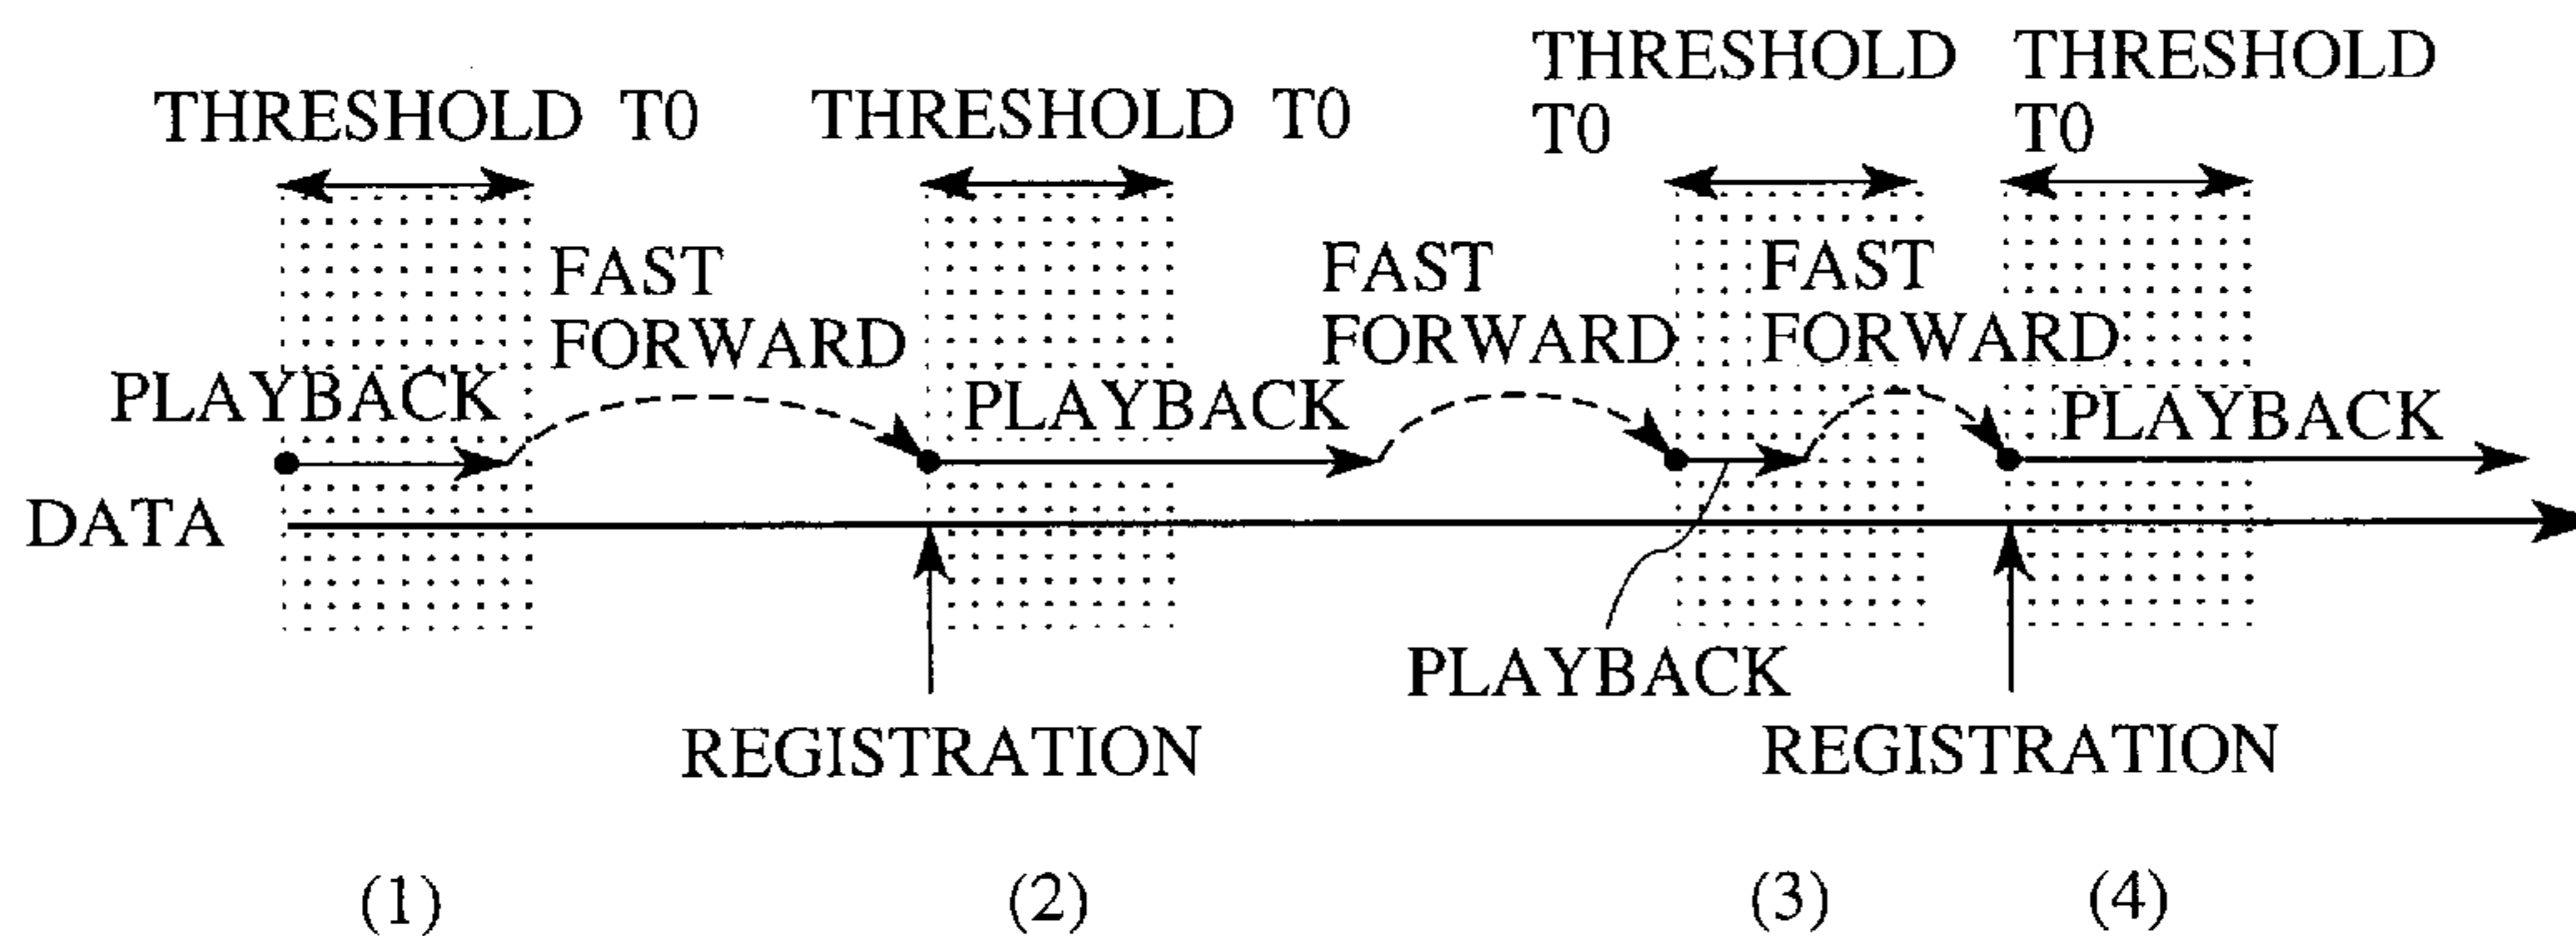 THRESHOLD T0
THRESHOLD T0
THRESHOLD
T0
THRESHOLD
T0
FAST
FORWARD
FAST
FORWARD
FAST
FORWARD
PLAYBACK
PLAYBACK
PLAYBACK
DATA
PLAYBACK
REGISTRATION
REGISTRATION
(1)
(2)
(3)
(4)